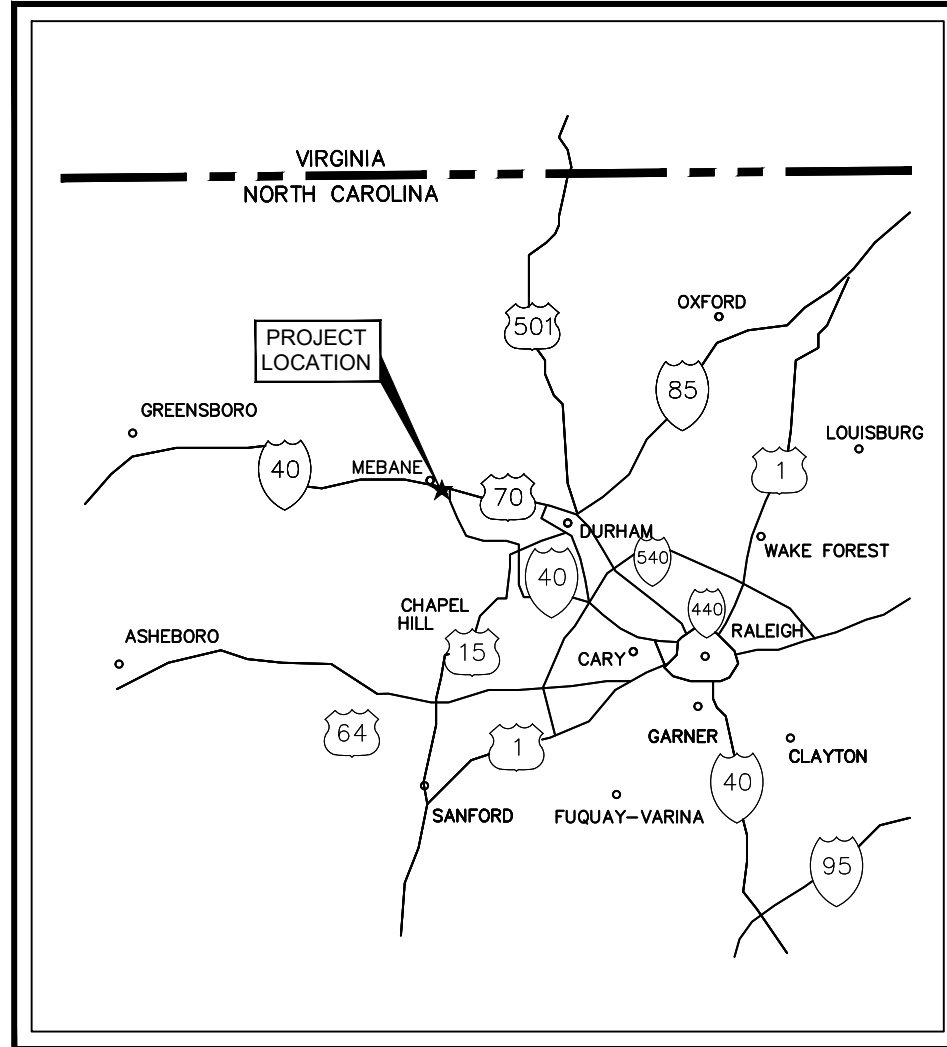 VIRGINIA
NORTH CAROLINA
OXFORD
501
PROJECT
LOCATION
85
GREENSBORO
LOUISBURG
40
MEBANE
70
1
DURHAM
WAKE FOREST
540
40
CHAPEL
HILL
440
RALEIGH
ASHEBORO
15
CARY
64
1
GARNER
CLAYTON
40
SANFORD
FUQUAY-VARINA
95